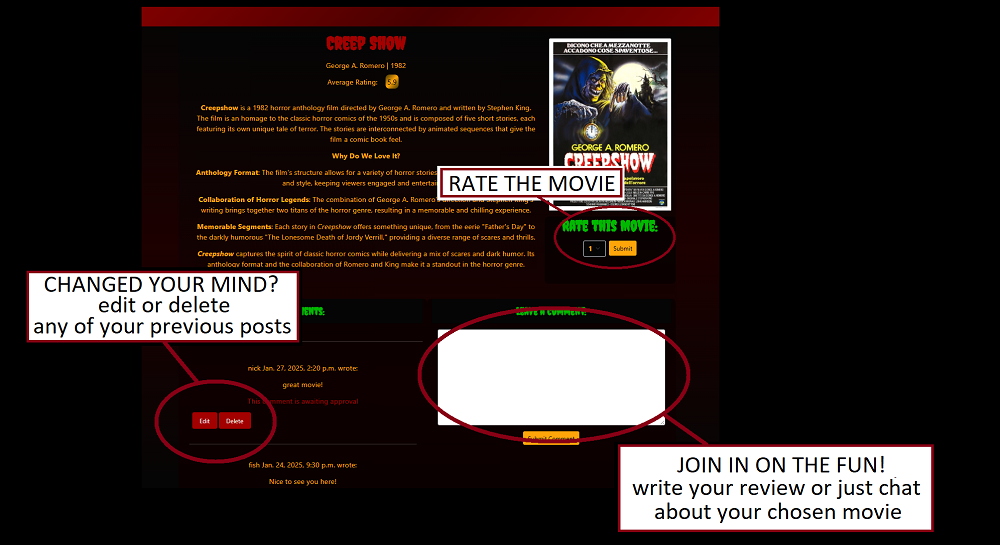 CREEP SHOW
George A. Romero | 1982
Average Rating: 5.9
Creepshow is a 1982 horror anthology film directed by George A. Romero and written by Stephen King.
The film is an homage to the classic horror comics of the 1950s and is composed of five short stories, each
featuring its own unique tale of terror. The stories are interconnected by animated sequences that give the
film a comic book feel.
Why Do We Love It?
Anthology Format: The film's structure allows for a variety of horror stories
and style, keeping viewers engaged and
Collaboration of Horror Legends: The combination of George A. Romero's
writing brings together two titans of the horror genre, resulting in a memorable and chilling experience.
Memorable Segments: Each story in Creepshow offers something unique, from the eerie "Father's Day" to
the darkly humorous "The Lonesome Death of Jordy Verrill," providing a diverse range of scares and thrills.
Creepshow captures the spirit of classic horror comics while delivering a mix of scares and dark humor. Its
anthology format and the collaboration of Romero and King make it a standout in the horror genre.
DICONO CHE A MEZZANOTTE
ACCADONO COSE SPAVENTOSE...
GEORGE A. ROMERO
CREEPSHOW
RATE THE MOVIE
RATE THIS MOVIE:
1
Submit
CHANGED YOUR MIND?
edit or delete
any of your previous posts
LEAVE A COMMENT:
nick Jan. 27, 2025, 2:20 p.m. wrote:
great movie!
This comment is awaiting approval
Edit
Delete
Submit Comment
fish Jan. 24, 2025, 9:30 p.m. wrote:
Nice to see you here!
JOIN IN ON THE FUN!
write your review or just chat
about your chosen movie